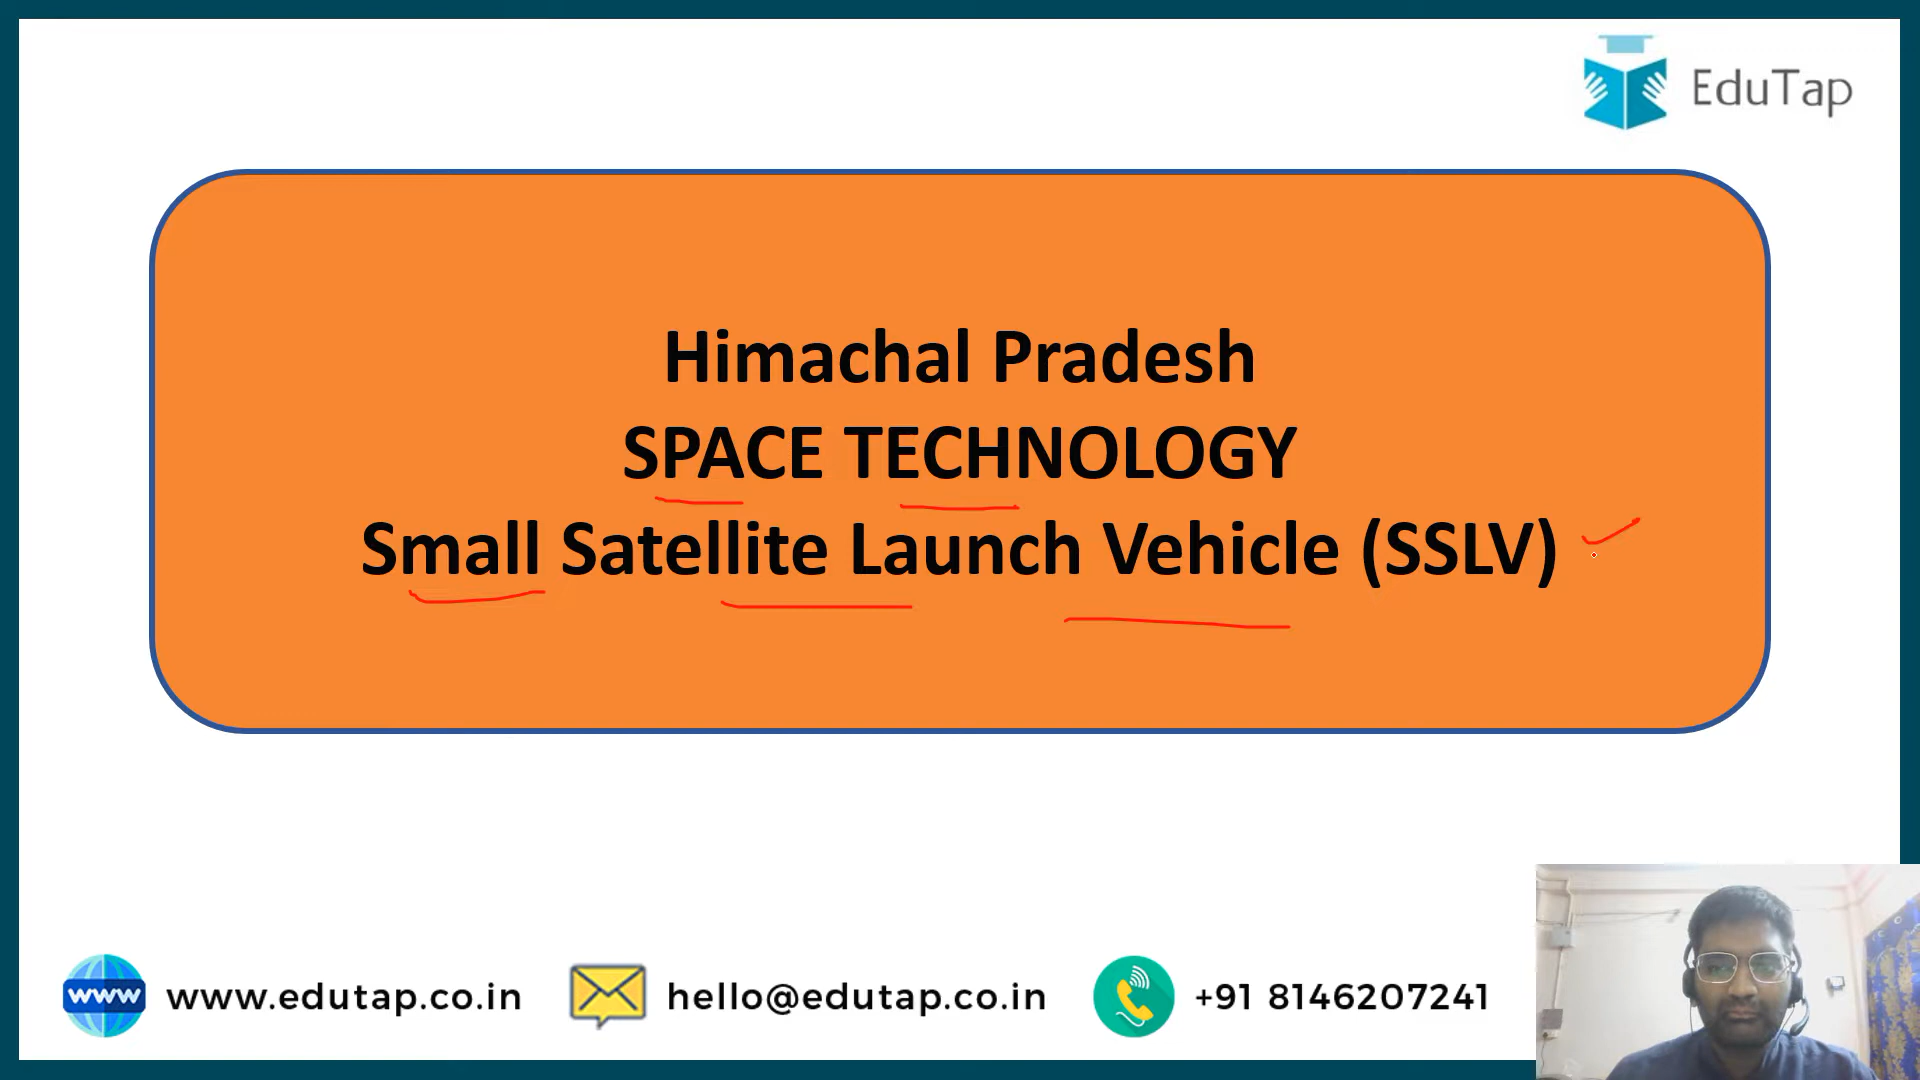 EduTap
Himachal Pradesh
SPACE TECHNOLOGY
Small Satellite Launch Vehicle (SSLV)
www
www.edutap.co.in
hello@edutap.co.in
+91 8146207241